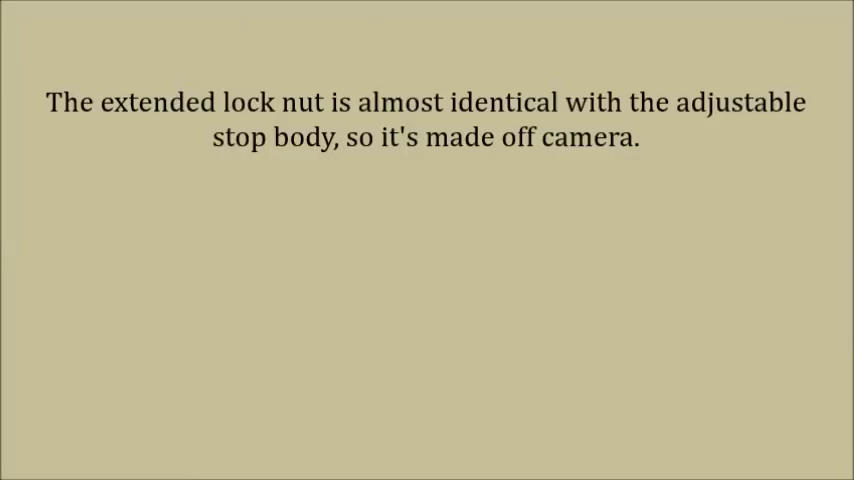 The extended lock nut is almost identical with the adjustable
stop body, so it's made off camera.